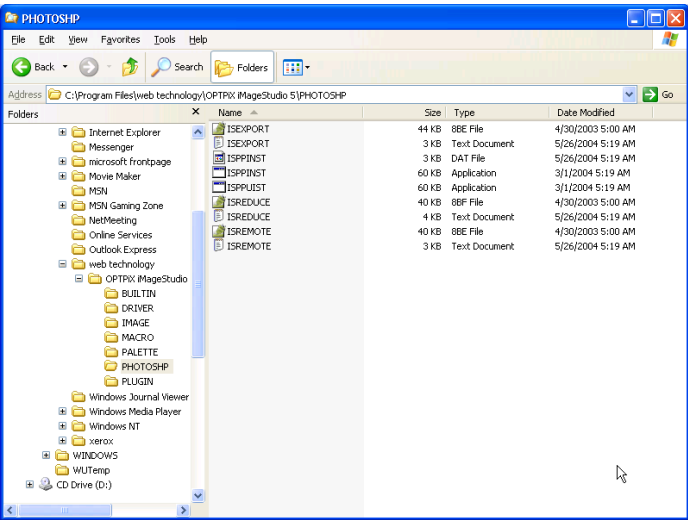 PHOTOSHP
File Edit View Favorites Tools Help
Back Search Folders
Address C:\Program Files\web technology\OPTPiX iMageStudio 5\PHOTOSHP Go
Folders Name Size Type Date Modified
Internet Explorer
Messenger
microsoft frontpage
Movie Maker
MSN
MSN Gaming Zone
NetMeeting
Online Services
Outlook Express
web technology
OPTPiX iMageStudio
BUILTIN
DRIVER
IMAGE
MACRO
PALETTE
PHOTOSHP
PLUGIN
Windows Journal Viewer
Windows Media Player
Windows NT
xerox
WINDOWS
WUTemp
CD Drive (D:)
ISEXPORT 44 KB 8BE File 4/30/2003 5:00 AM
ISEXPORT 3 KB Text Document 5/26/2004 5:19 AM
ISPPINST 3 KB DAT File 5/26/2004 5:19 AM
ISPPINST 60 KB Application 3/1/2004 5:19 AM
ISPPUIST 60 KB Application 3/1/2004 5:19 AM
ISREDUCE 40 KB 8BF File 4/30/2003 5:00 AM
ISREDUCE 4 KB Text Document 5/26/2004 5:19 AM
ISREMOTE 40 KB 8BE File 4/30/2003 5:00 AM
ISREMOTE 3 KB Text Document 5/26/2004 5:19 AM